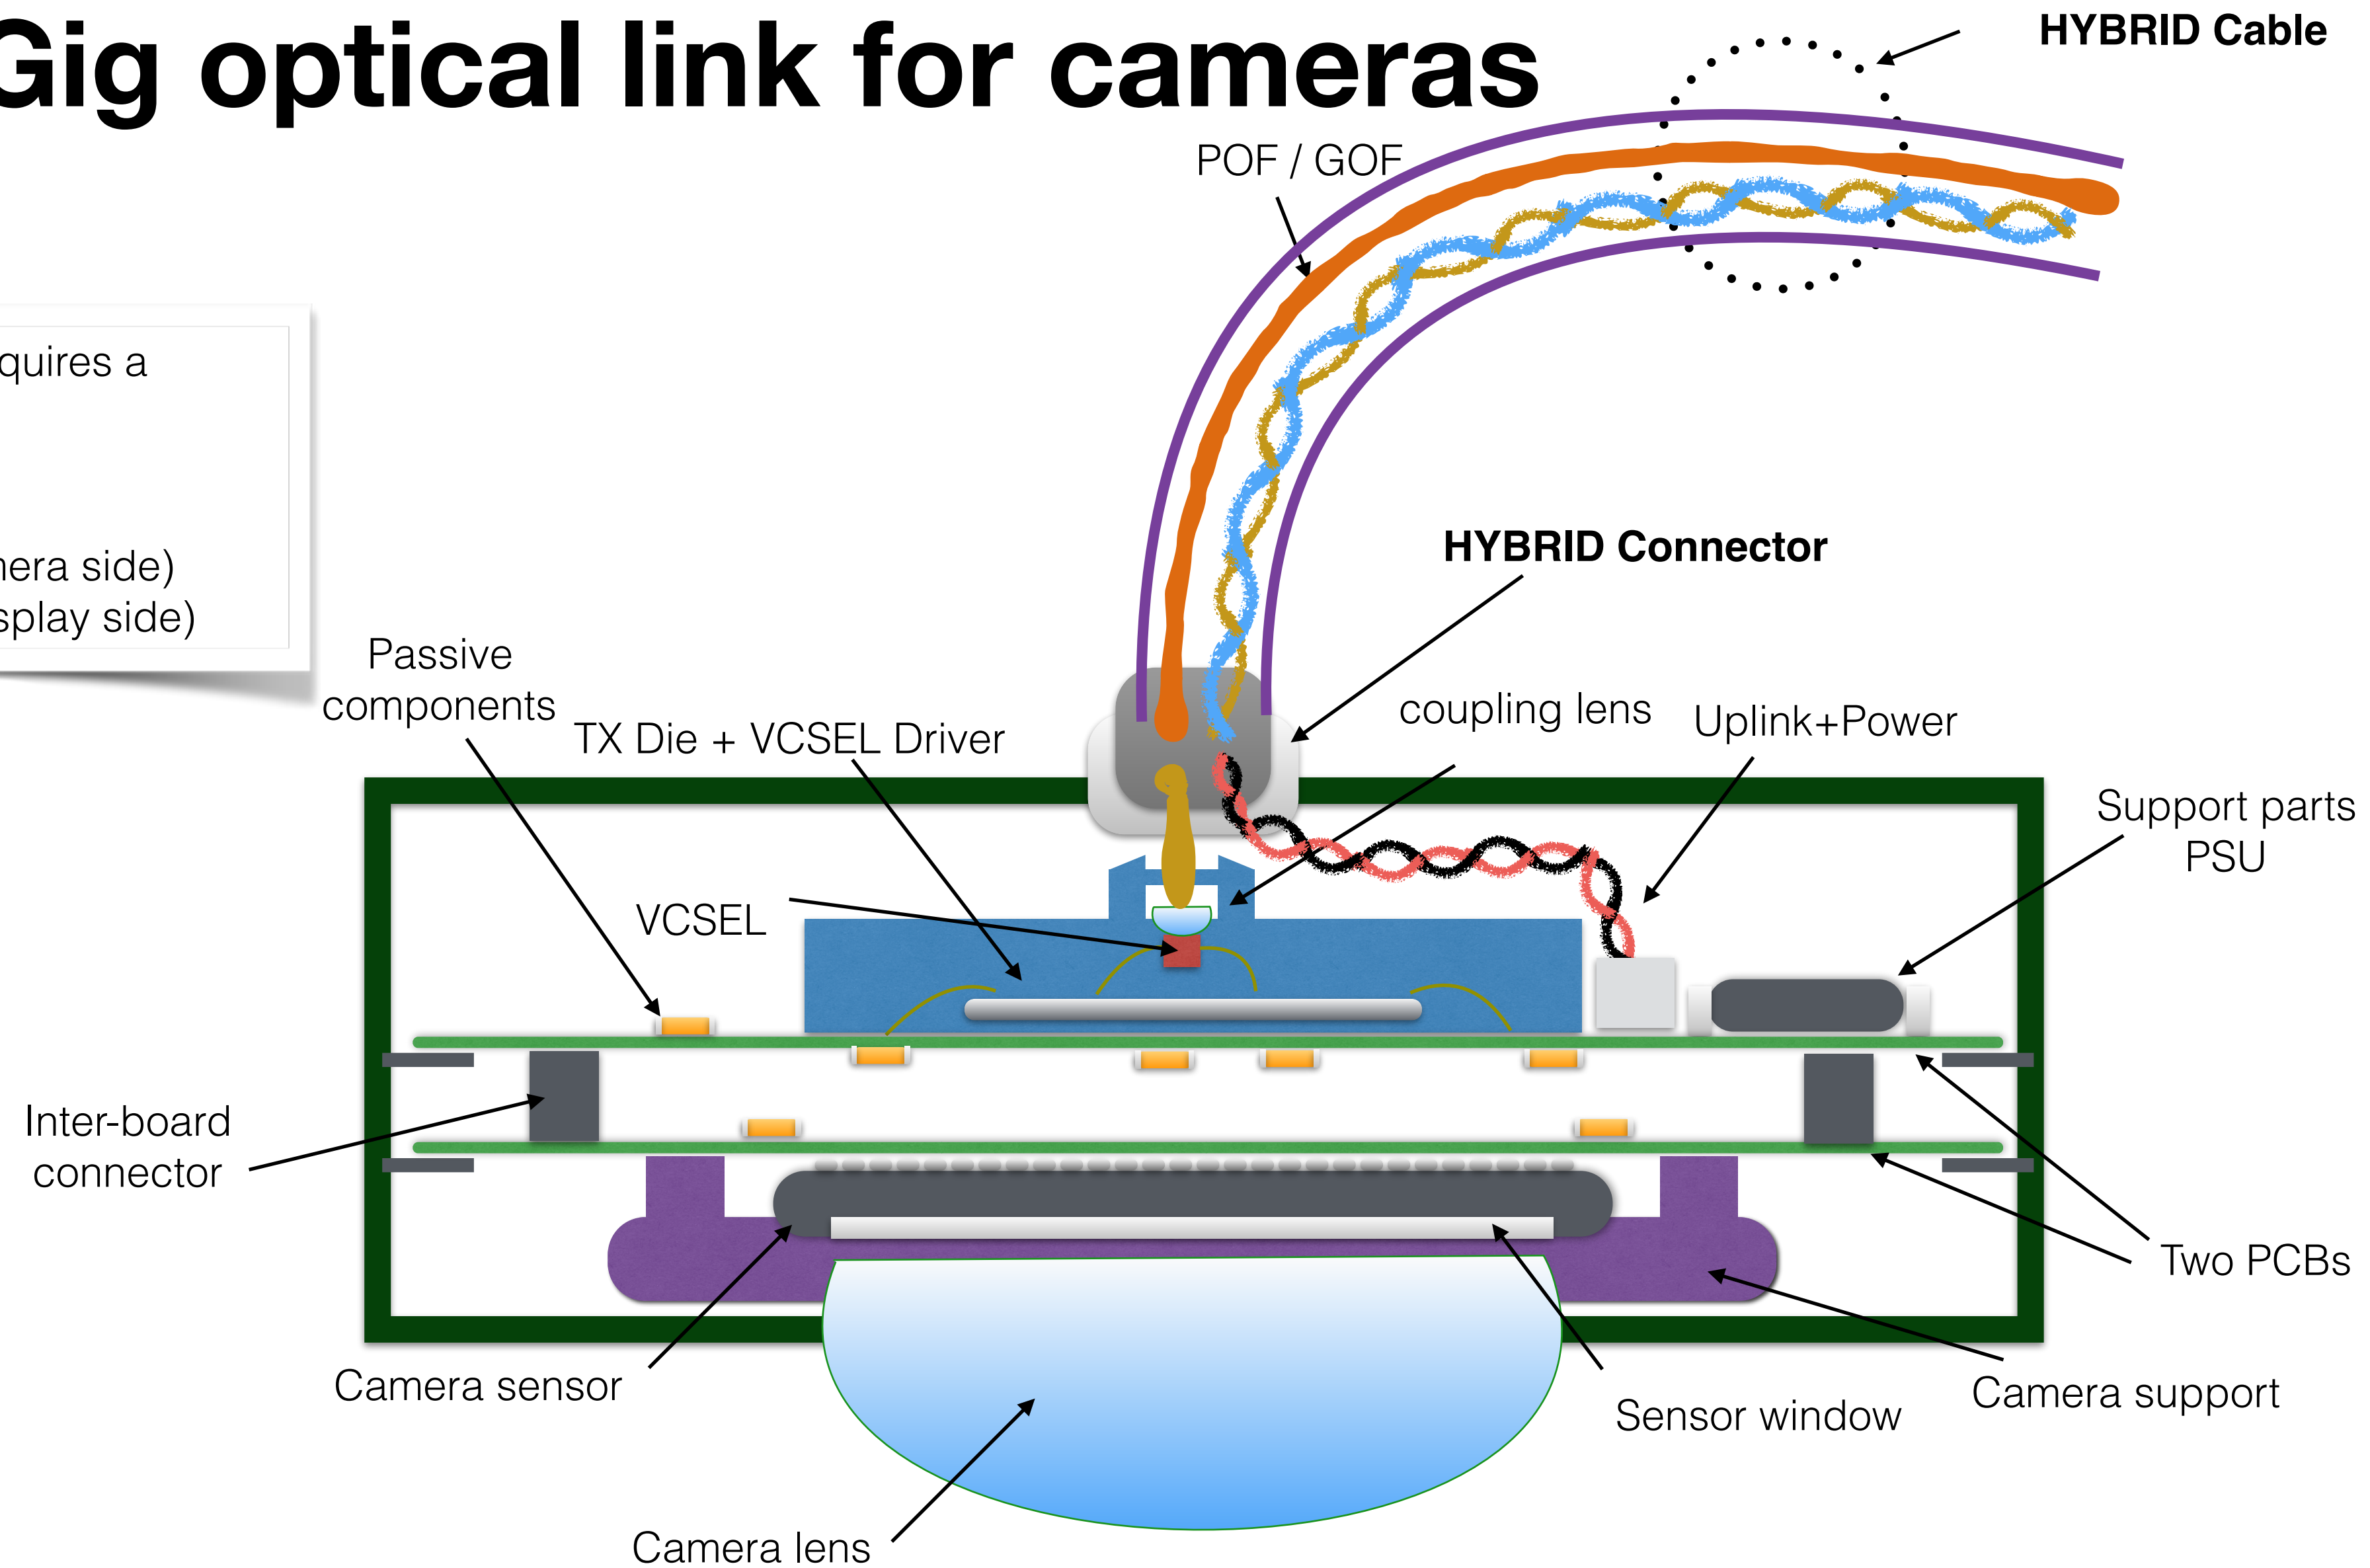 Gig optical link for cameras
HYBRID Cable
POF / GOF
quires a
nera side)
splay side)
HYBRID Connector
Passive
components
TX Die + VCSEL Driver
coupling lens
Uplink+Power
Support parts
PSU
VCSEL
Inter-board
connector
Two PCBs
Camera sensor
Sensor window
Camera support
Camera lens